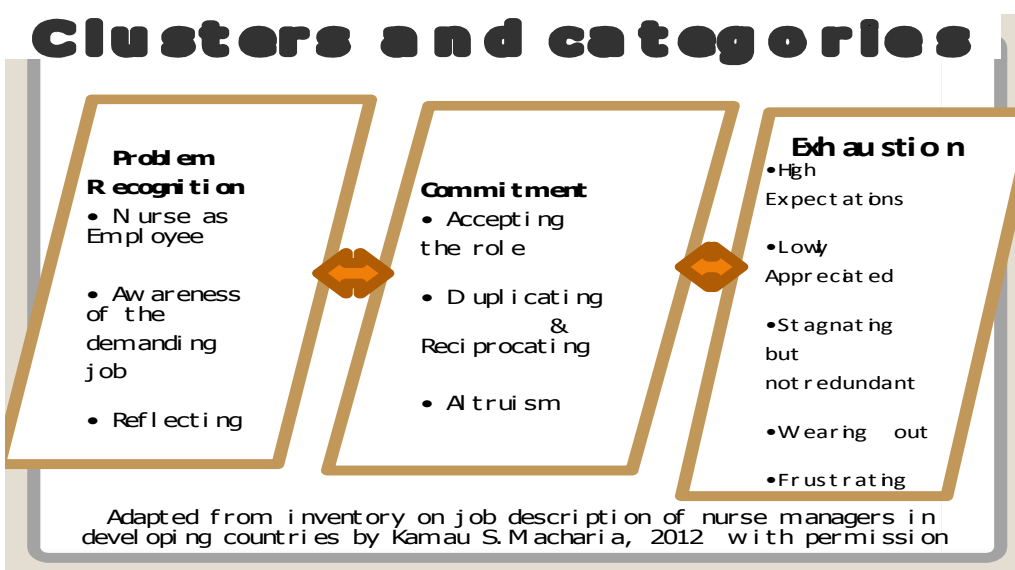 Clusters and categories
Problem
Recognition
• Nurse as
Employee
• Awareness
of the
demanding
job
• Reflecting
Commitment
• Accepting
the role
• Duplicating
&
Reciprocating
• Altruism
Exhaustion
•High
Expectations
•Lowly
Appreciated
•Stagnating
but
not redundant
•Wearing out
•Frustrating
Adapted from inventory on job description of nurse managers in
developing countries by Kamau S.Macharia, 2012 with permission